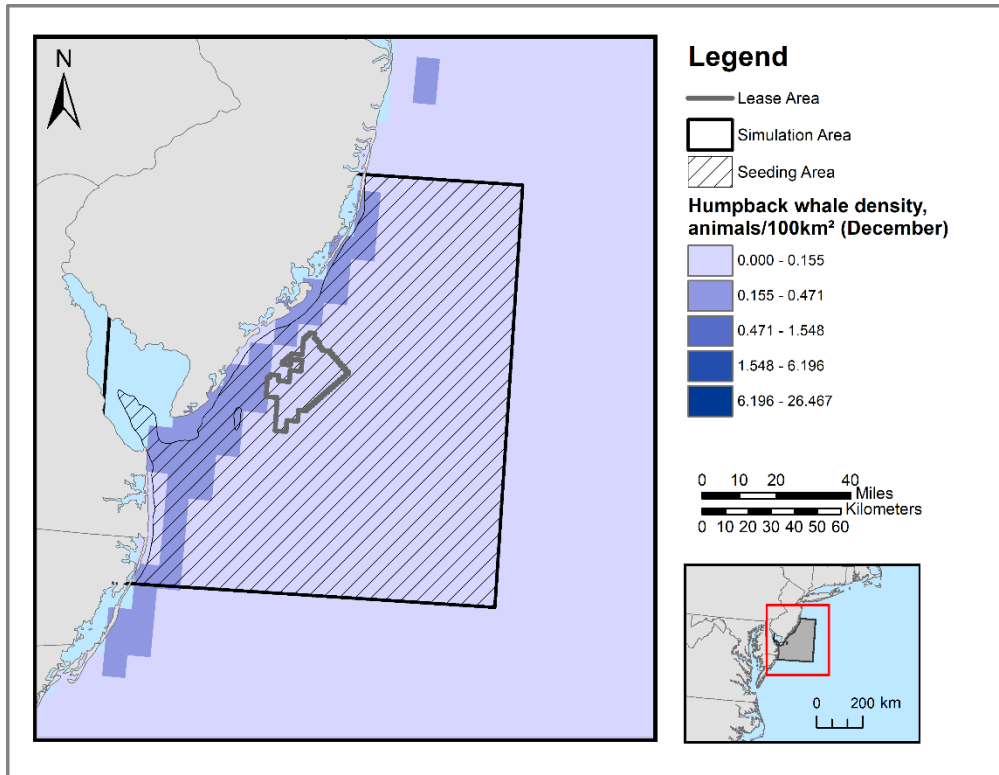 N
Legend
Lease Area
Simulation Area
Seeding Area
Humpback whale density,
animals/100km² (December)
0.000 - 0.155
0.155 - 0.471
0.471 - 1.548
1.548 - 6.196
6.196 - 26.467
0 10 20 40
Miles
Kilometers
0 10 20 30 40 50 60
0 200 km